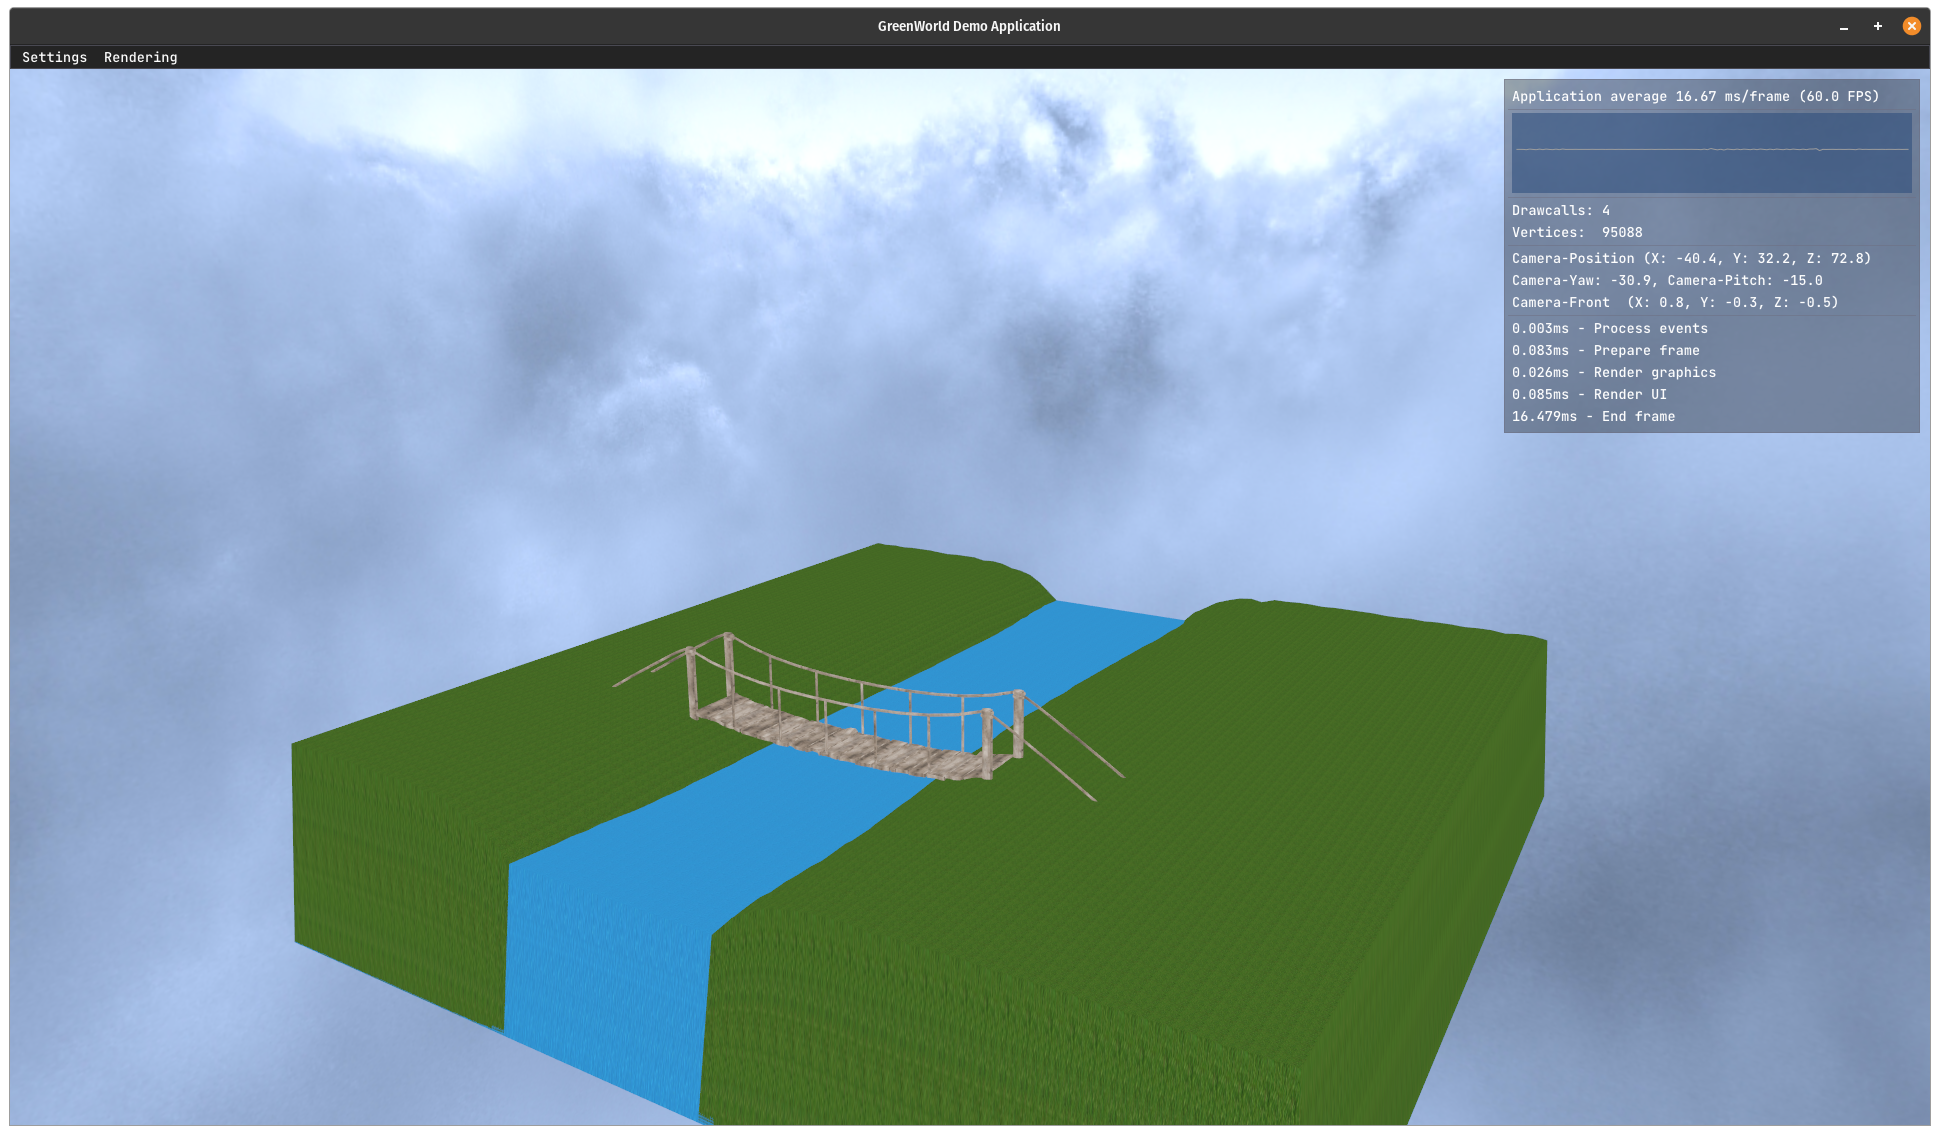 GreenWorld Demo Application
Settings Rendering
Application average 16.67 ms/frame (60.0 FPS)
Drawcalls: 4
Vertices:  95088
Camera-Position (X: -40.4, Y: 32.2, Z: 72.8)
Camera-Yaw: -30.9, Camera-Pitch: -15.0
Camera-Front  (X: 0.8, Y: -0.3, Z: -0.5)
0.003ms - Process events
0.083ms - Prepare frame
0.026ms - Render graphics
0.085ms - Render UI
16.479ms - End frame